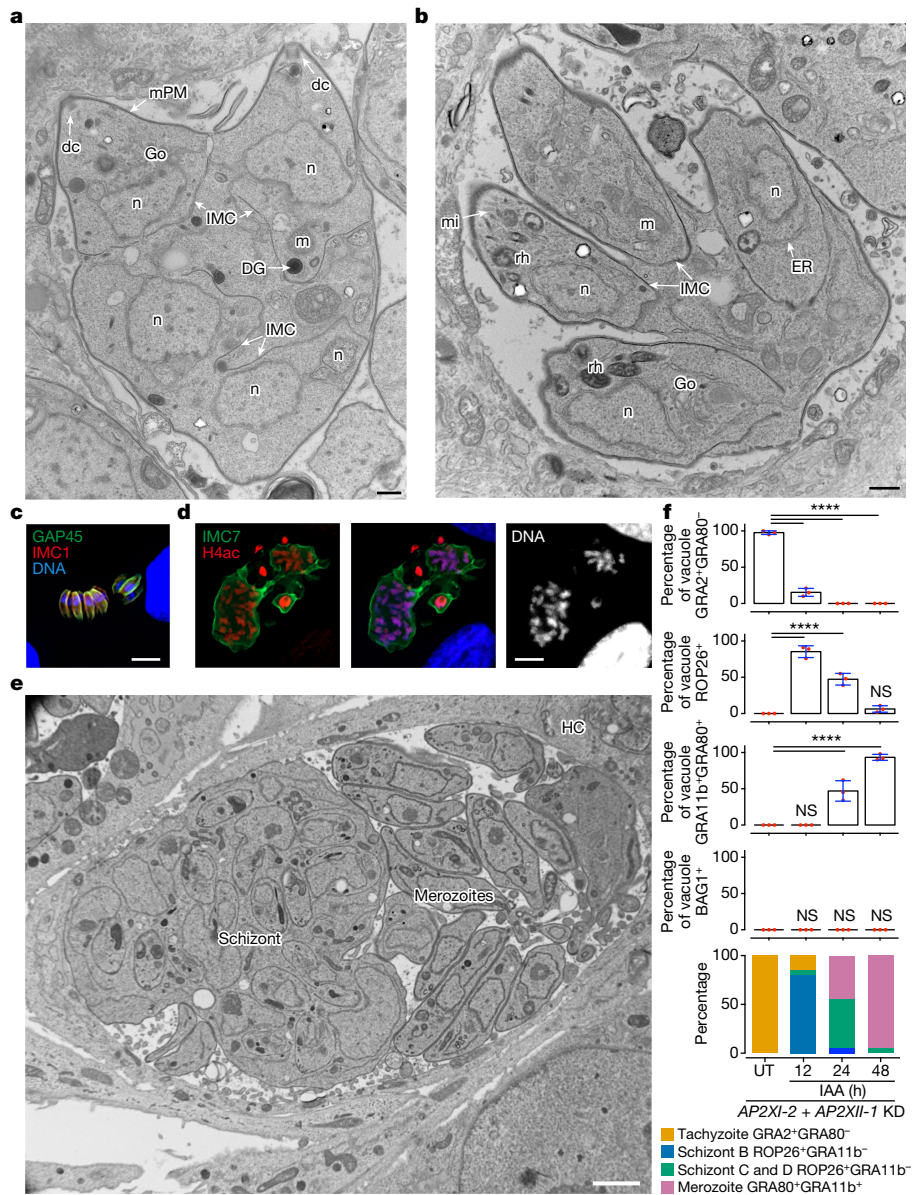 a
dc
mPM
dc
Go
n
n
IMC
m
DG
n
IMC
n
n
b
n
mi
m
rh
ER
IMC
n
rh
Go
n
c
GAP45
IMC1
DNA
d
IMC7
H4ac
DNA
e
HC
Merozoites
Schizont
f
****
100
50
0
Percentage
of vacuole
GRA2+GRA80−
****
100
50
0
NS
Percentage
of vacuole
ROP26+
****
100
50
0
NS
Percentage
of vacuole
GRA11b+GRA80+
100
50
0
NS NS NS
Percentage
of vacuole
BAG1+
100
50
0
Percentage
UT 12 24 48
IAA (h)
AP2XI-2 + AP2XII-1 KD
Tachyzoite GRA2+GRA80−
Schizont B ROP26+GRA11b−
Schizont C and D ROP26+GRA11b−
Merozoite GRA80+GRA11b+